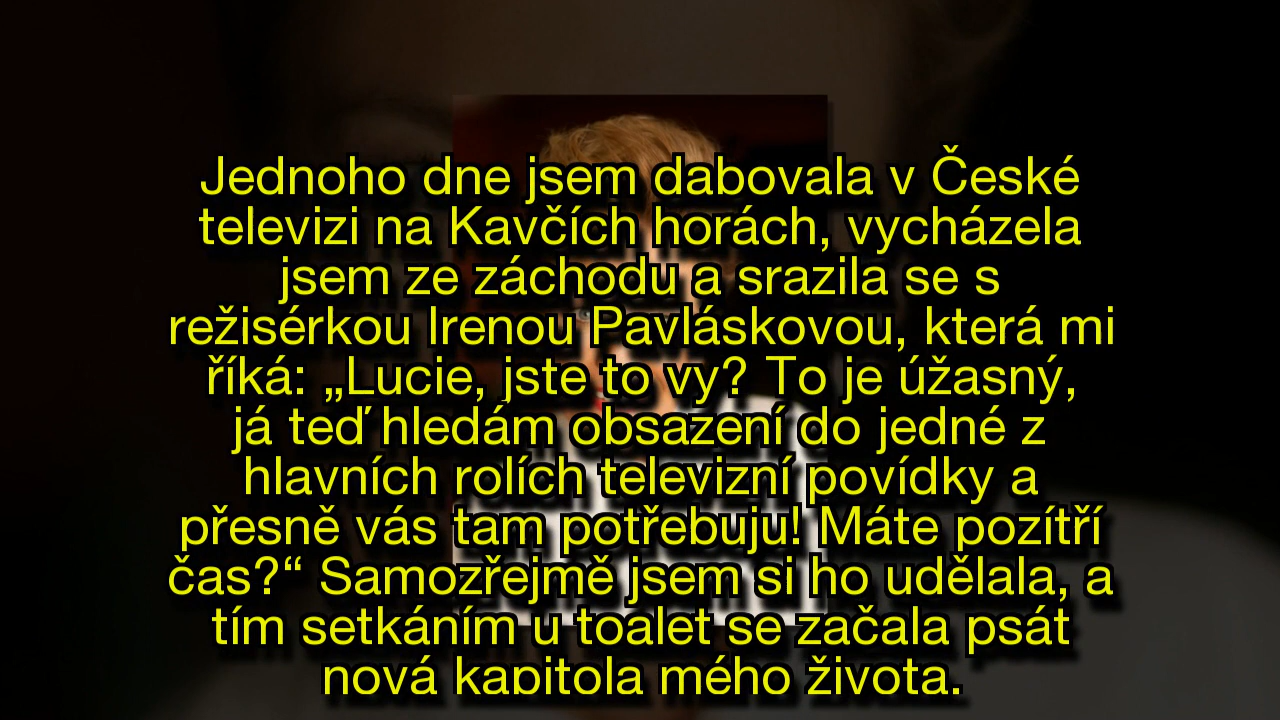 Jednoho dne jsem dabovala v České
televizi na Kavčích horách, vycházela
jsem ze záchodu a srazila se s
režisérkou Irenou Pavláskovou, která mi
říká: „Lucie, jste to vy? To je úžasný,
já teď hledám obsazení do jedné z
hlavních rolích televizní povídky a
přesně vás tam potřebuju! Máte pozítří
čas?“ Samozřejmě jsem si ho udělala, a
tím setkáním u toalet se začala psát
nová kapitola mého života.